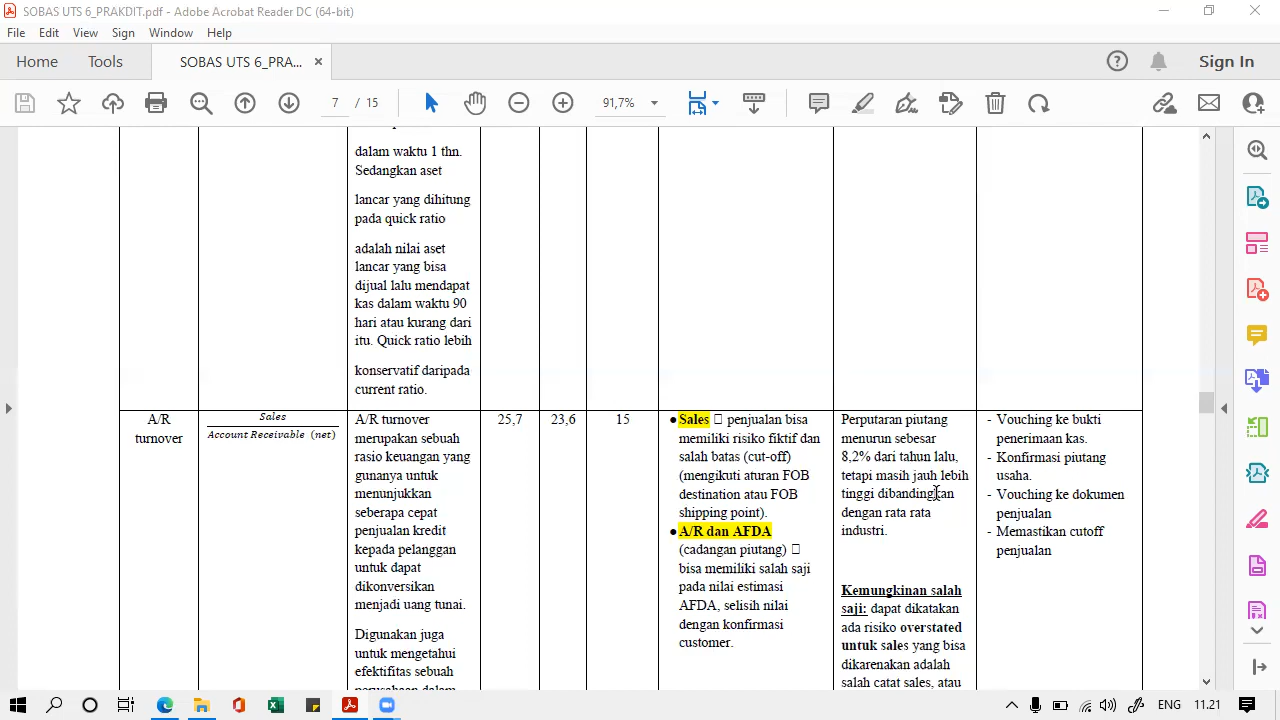 SOBAS UTS 6_PRAKDIT.pdf - Adobe Acrobat Reader DC (64-bit)
File Edit View Sign Window Help
Home Tools SOBAS UTS 6_PRA... Sign In
7 / 15 91,7%
dalam waktu 1 thn.
Sedangkan aset
lancar yang dihitung
pada quick ratio
adalah nilai aset
lancar yang bisa
dijual lalu mendapat
kas dalam waktu 90
hari atau kurang dari
itu. Quick ratio lebih
konservatif daripada
current ratio.
A/R
turnover
Sales
Account Receivable (net)
A/R turnover
merupakan sebuah
rasio keuangan yang
gunanya untuk
menunjukkan
seberapa cepat
penjualan kredit
kepada pelanggan
untuk dapat
dikonversikan
menjadi uang tunai.
Digunakan juga
untuk mengetahui
efektifitas sebuah
perusahaan dalam
25,7
23,6
15
● Sales penjualan bisa
memiliki risiko fiktif dan
salah batas (cut-off)
(mengikuti aturan FOB
destination atau FOB
shipping point).
● A/R dan AFDA
(cadangan piutang)
bisa memiliki salah saji
pada nilai estimasi
AFDA, selisih nilai
dengan konfirmasi
customer.
Perputaran piutang
menurun sebesar
8,2% dari tahun lalu,
tetapi masih jauh lebih
tinggi dibandingkan
dengan rata rata
industri.
Kemungkinan salah
saji: dapat dikatakan
ada risiko overstated
untuk sales yang bisa
dikarenakan adalah
salah catat sales, atau
- Vouching ke bukti
penerimaan kas.
- Konfirmasi piutang
usaha.
- Vouching ke dokumen
penjualan
- Memastikan cutoff
penjualan
ENG 11.21